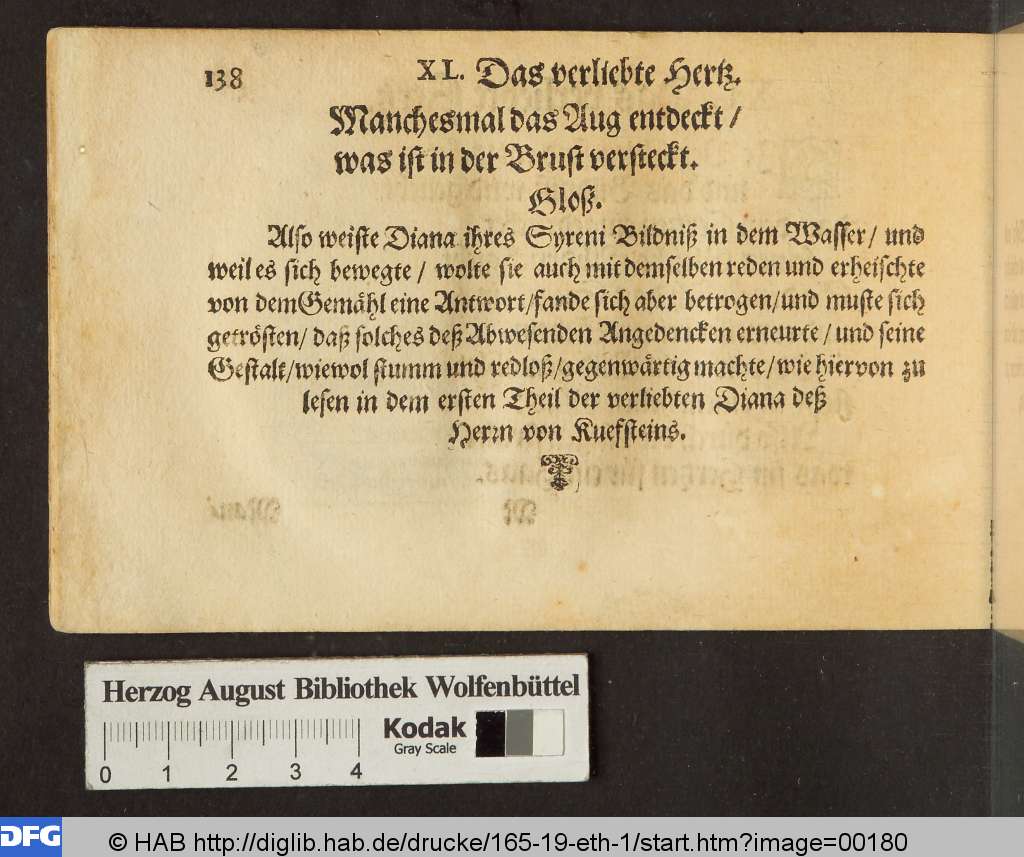 138
XL. Das verliebte Hertz.
Manchesmal das Aug entdeckt /
was ist in der Brust versteckt.
Gloß.
Also weiste Diana ihres Syreni Bildniß in dem Wasser / und
weil es sich bewegte / wolte sie auch mit demselben reden und erheischte
von dem Gemähl eine Antwort / fande sich aber betrogen / und muste sich
getrösten / daß solches deß Abwesenden Angedencken erneurte / und seine
Gestalt / wiewol stumm und redloß / gegenwärtig machte / wie hiervon zu
lesen in dem ersten Theil der verliebten Diana deß
Herrn von Kuefsteins.
Herzog August Bibliothek Wolfenbüttel
Kodak
Gray Scale
0 1 2 3 4
DFG © HAB http://diglib.hab.de/drucke/165-19-eth-1/start.htm?image=00180